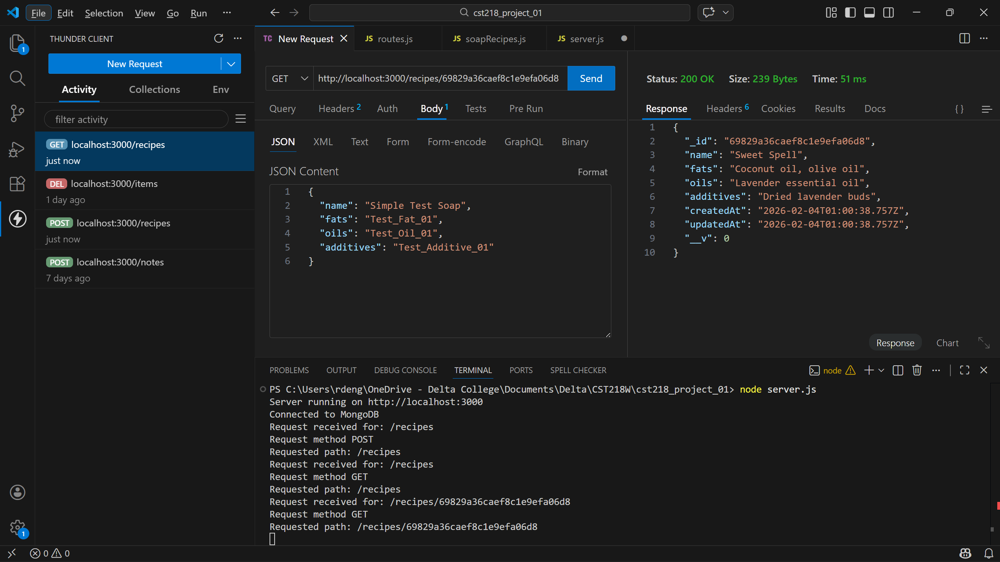 File Edit Selection View Go Run ···
cst218_project_01
THUNDER CLIENT
New Request
Activity Collections Env
filter activity
GET localhost:3000/recipes
just now
DEL localhost:3000/items
1 day ago
POST localhost:3000/recipes
just now
POST localhost:3000/notes
7 days ago
1
1
TC New Request
JS routes.js
JS soapRecipes.js
JS server.js
GET http://localhost:3000/recipes/69829a36caef8c1e9efa06d8 Send
Query Headers 2 Auth Body 1 Tests Pre Run
JSON XML Text Form Form-encode GraphQL Binary
JSON Content Format
1 {
2 "name": "Simple Test Soap",
3 "fats": "Test_Fat_01",
4 "oils": "Test_Oil_01",
5 "additives": "Test_Additive_01"
6 }
Status: 200 OK Size: 239 Bytes Time: 51 ms
Response Headers 6 Cookies Results Docs { }
1 {
2 "_id": "69829a36caef8c1e9efa06d8",
3 "name": "Sweet Spell",
4 "fats": "Coconut oil, olive oil",
5 "oils": "Lavender essential oil",
6 "additives": "Dried lavender buds",
7 "createdAt": "2026-02-04T01:00:38.757Z",
8 "updatedAt": "2026-02-04T01:00:38.757Z",
9 "__v": 0
10 }
Response Chart
PROBLEMS OUTPUT DEBUG CONSOLE TERMINAL PORTS SPELL CHECKER
node
PS C:\Users\rdeng\OneDrive - Delta College\Documents\Delta\CST218W\cst218_project_01> node server.js
Server running on http://localhost:3000
Connected to MongoDB
Request received for: /recipes
Request method POST
Requested path: /recipes
Request received for: /recipes
Request method GET
Requested path: /recipes
Request received for: /recipes/69829a36caef8c1e9efa06d8
Request method GET
Requested path: /recipes/69829a36caef8c1e9efa06d8
0 0